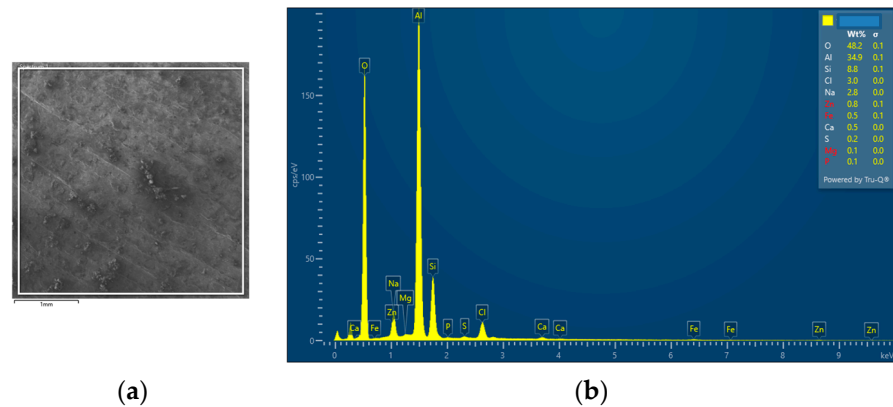 1mm
(a)
cps/eV
150
100
50
0
Al
O
Si
Na
Mg
Zn
Cl
Ca
Fe
P
S
Ca
Ca
Fe
Fe
Zn
Zn
0
1
2
3
4
5
6
7
8
9
keV
Wt% σ
O 48.2 0.1
Al 34.9 0.1
Si 8.8 0.1
Cl 3.0 0.0
Na 2.8 0.0
0.8 0.1
0.5 0.1
Ca 0.5 0.0
S 0.2 0.0
0.1 0.0
P 0.1 0.0
Powered by Tru-Q®
(b)